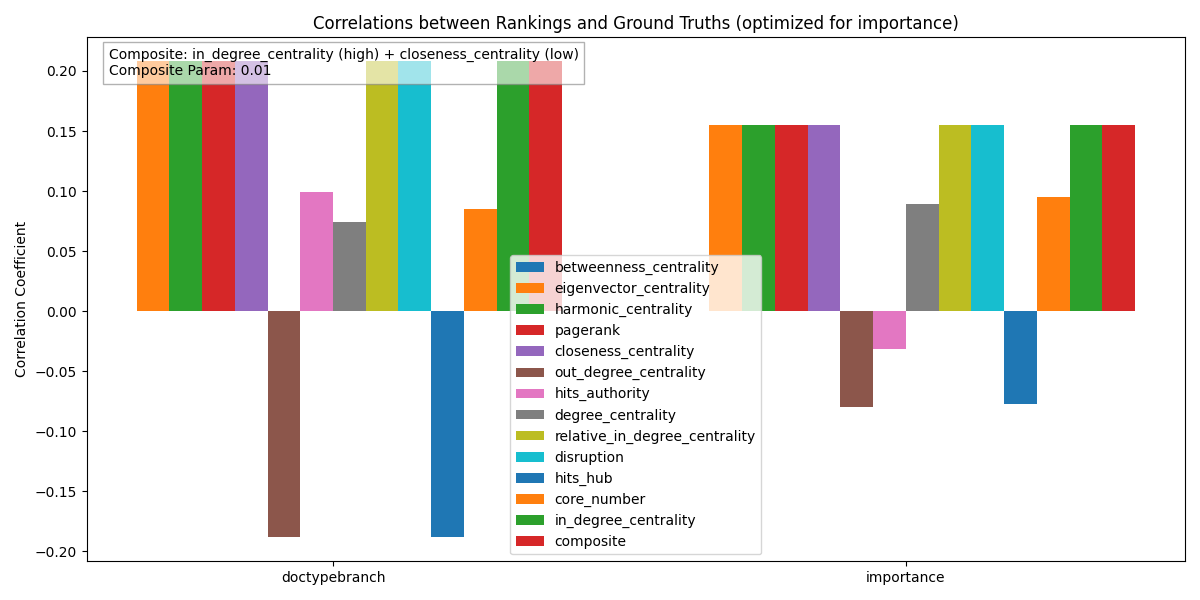 Correlations between Rankings and Ground Truths (optimized for importance)
Composite: in_degree_centrality (high) + closeness_centrality (low)
Composite Param: 0.01
Correlation Coefficient
0.20
0.15
0.10
0.05
0.00
−0.05
−0.10
−0.15
−0.20
betweenness_centrality
eigenvector_centrality
harmonic_centrality
pagerank
closeness_centrality
out_degree_centrality
hits_authority
degree_centrality
relative_in_degree_centrality
disruption
hits_hub
core_number
in_degree_centrality
composite
doctypebranch
importance